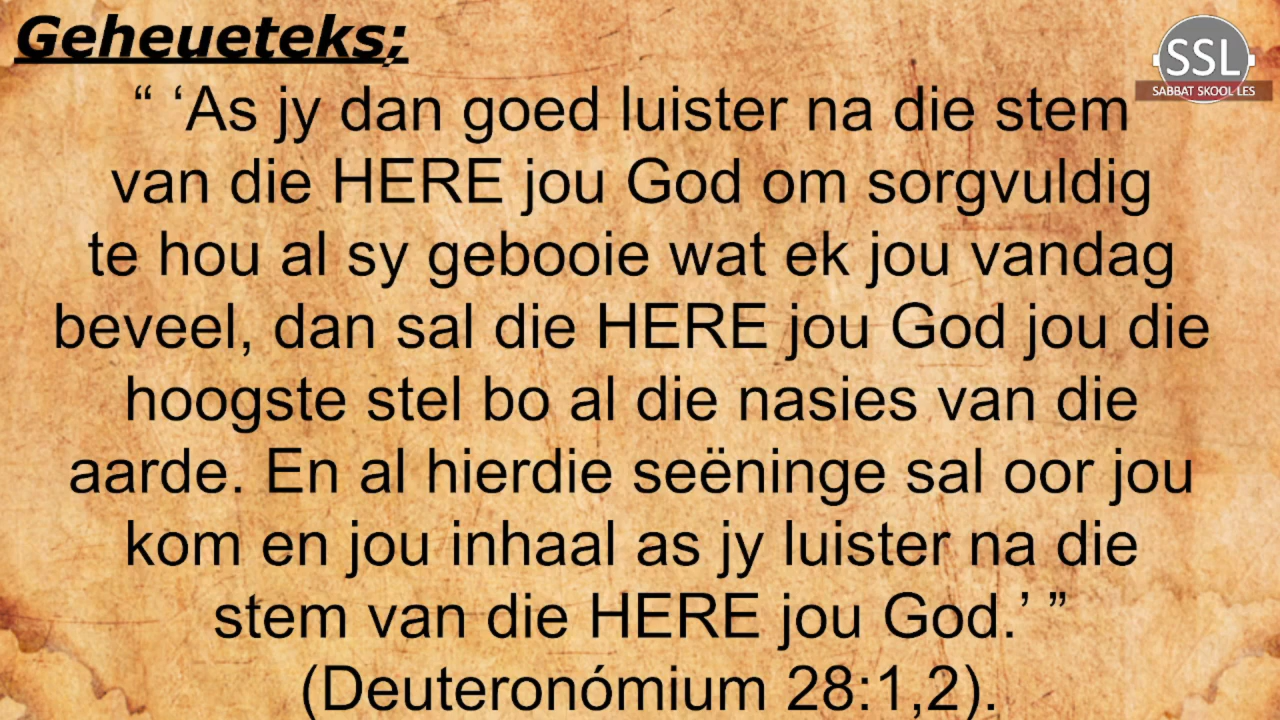 Geheueteks;
SSL
SABBAT SKOOL LES
“ ‘As jy dan goed luister na die stem
van die HERE jou God om sorgvuldig
te hou al sy gebooie wat ek jou vandag
beveel, dan sal die HERE jou God jou die
hoogste stel bo al die nasies van die
aarde. En al hierdie seëninge sal oor jou
kom en jou inhaal as jy luister na die
stem van die HERE jou God.’ ”
(Deuteronómium 28:1,2).